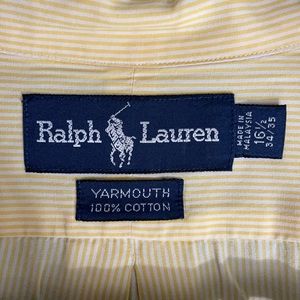 Ralph Lauren
MADE IN
MALAYSIA
16½
34/35
YARMOUTH
100% COTTON